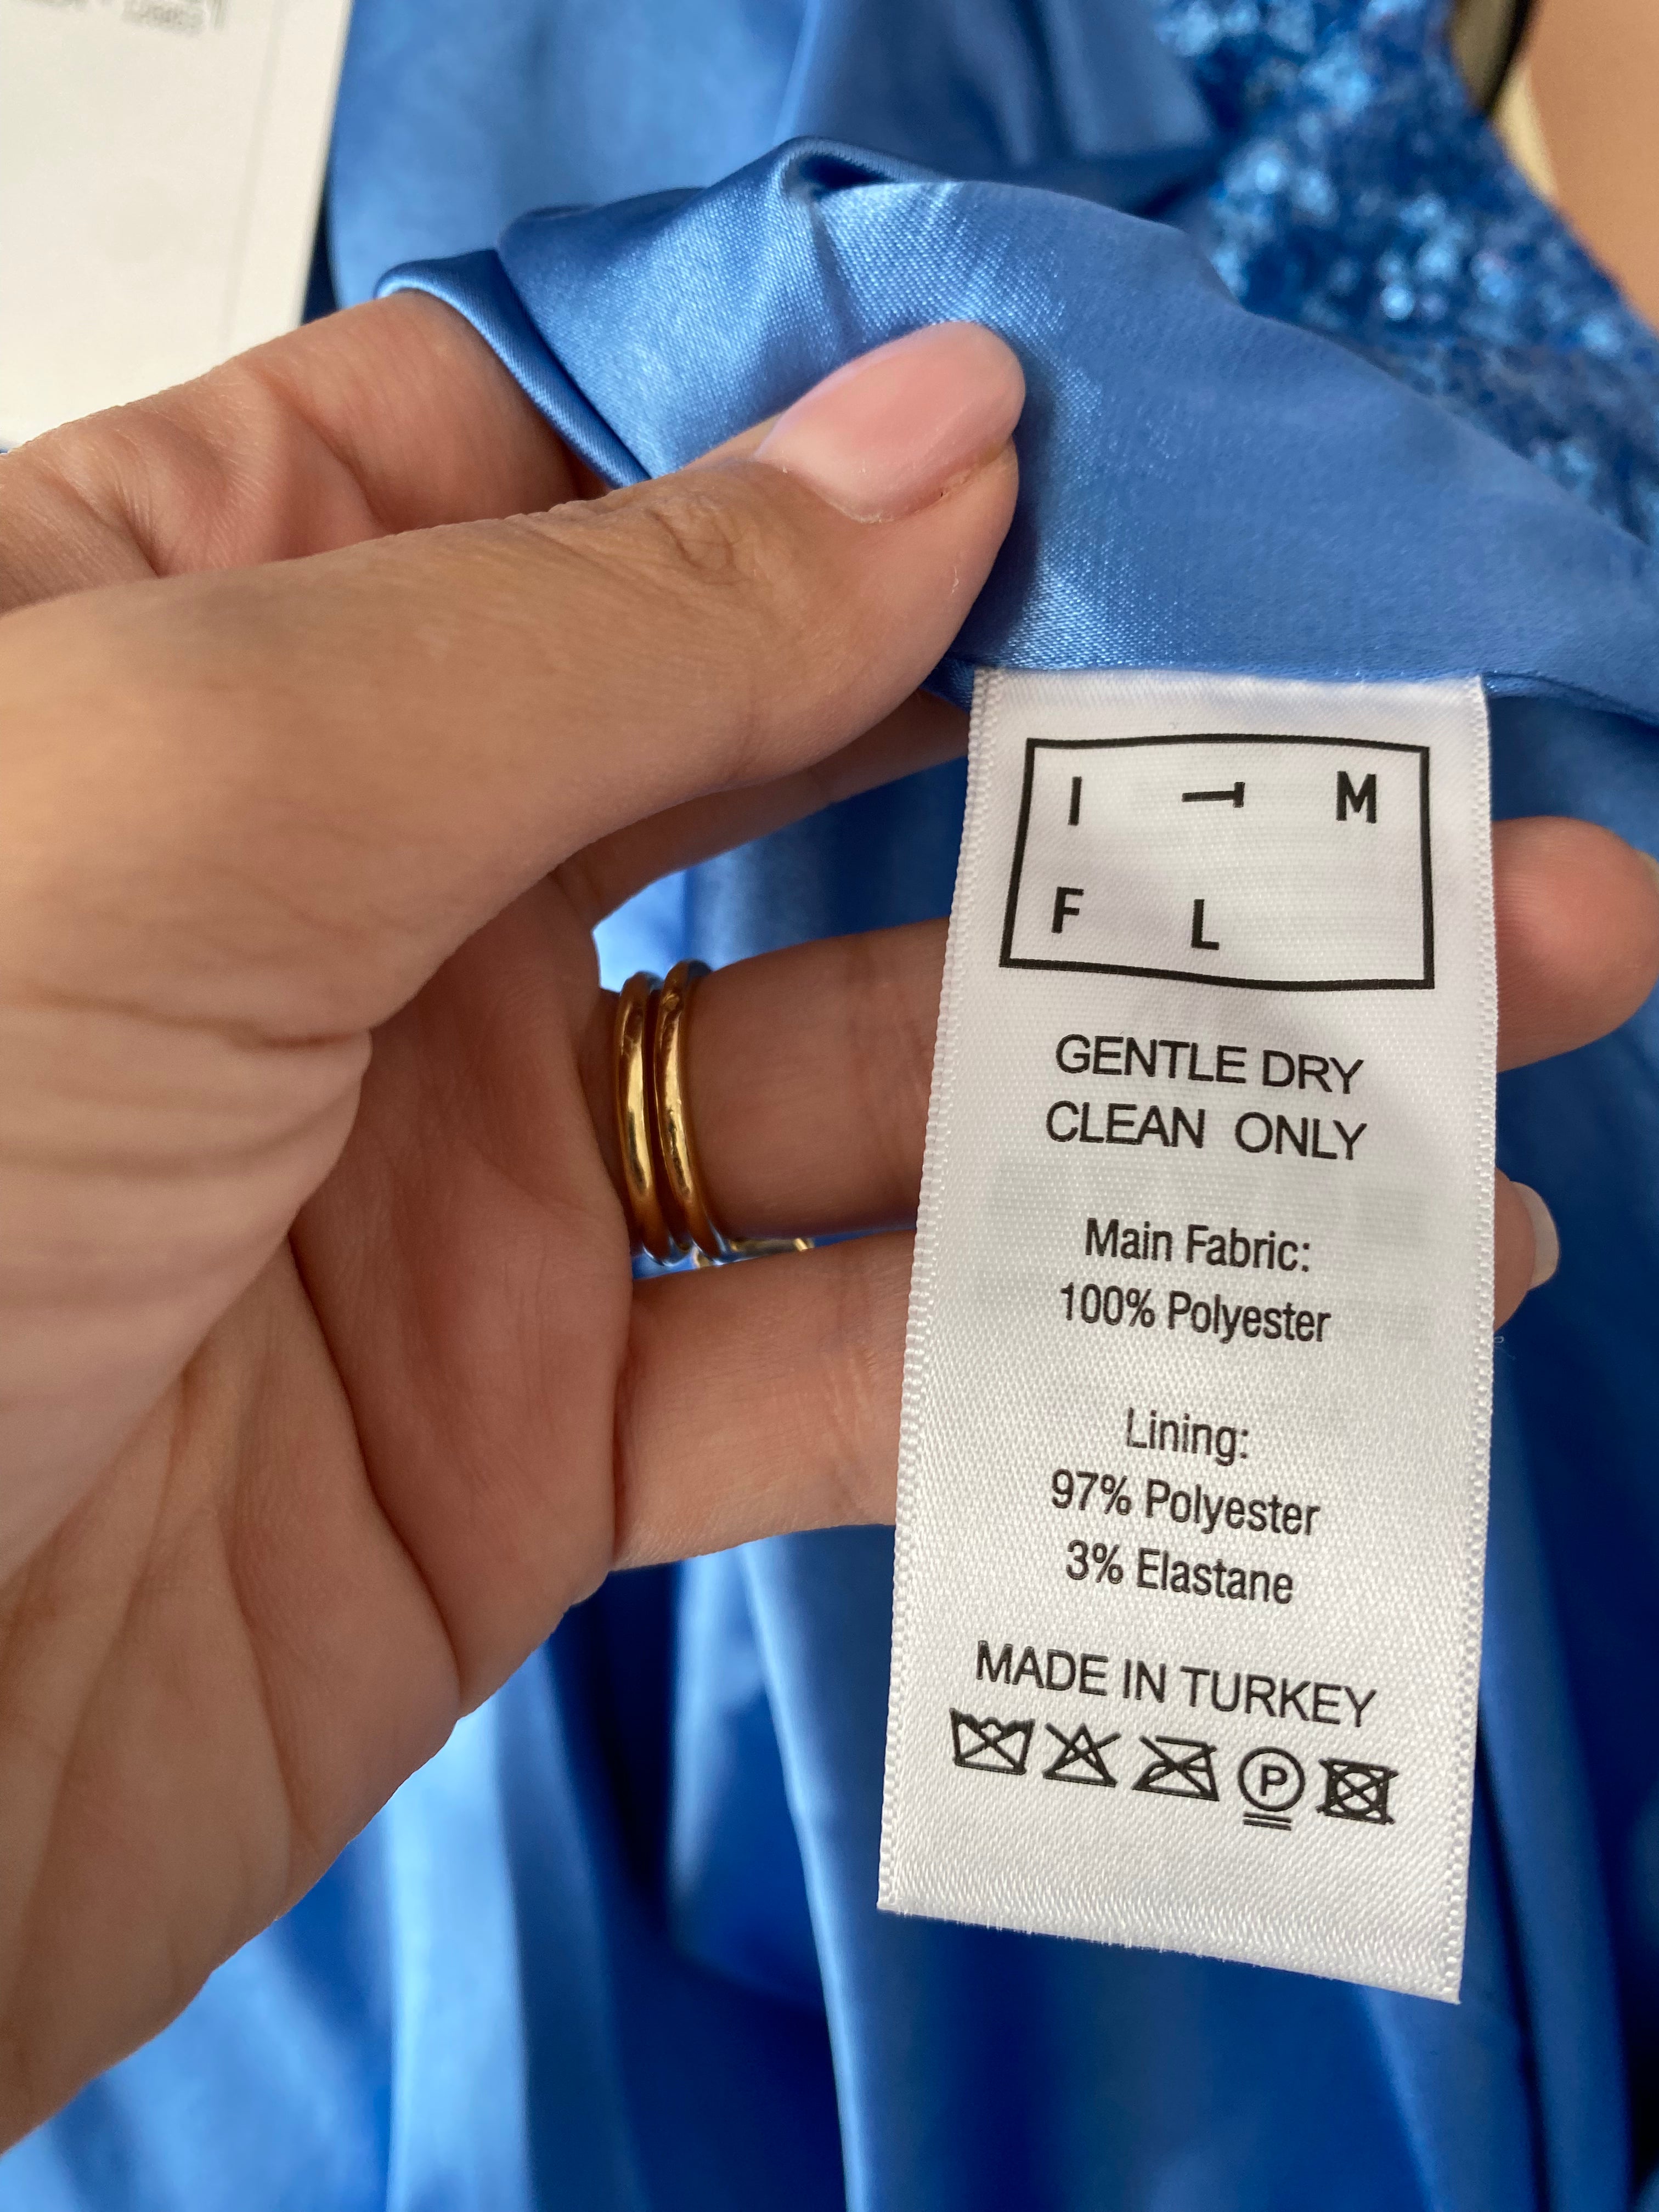 I T M
F L
GENTLE DRY
CLEAN ONLY
Main Fabric:
100% Polyester
Lining:
97% Polyester
3% Elastane
MADE IN TURKEY
P